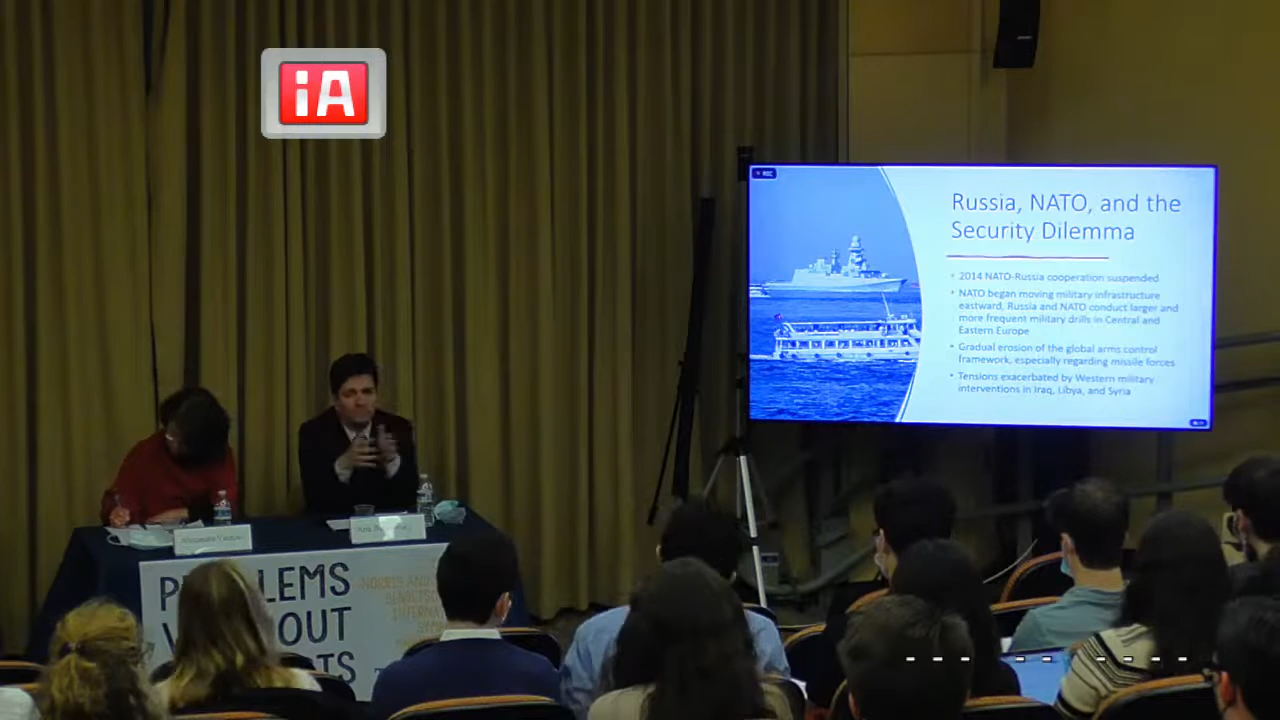 iA
REC
Russia, NATO, and the
Security Dilemma
• 2014 NATO-Russia cooperation suspended
• NATO began moving military infrastructure
eastward, Russia and NATO conduct larger and
more frequent military drills in Central and
Eastern Europe
• Gradual erosion of the global arms control
framework, especially regarding missile forces
• Tensions exacerbated by Western military
interventions in Iraq, Libya, and Syria
LEMS
OUT